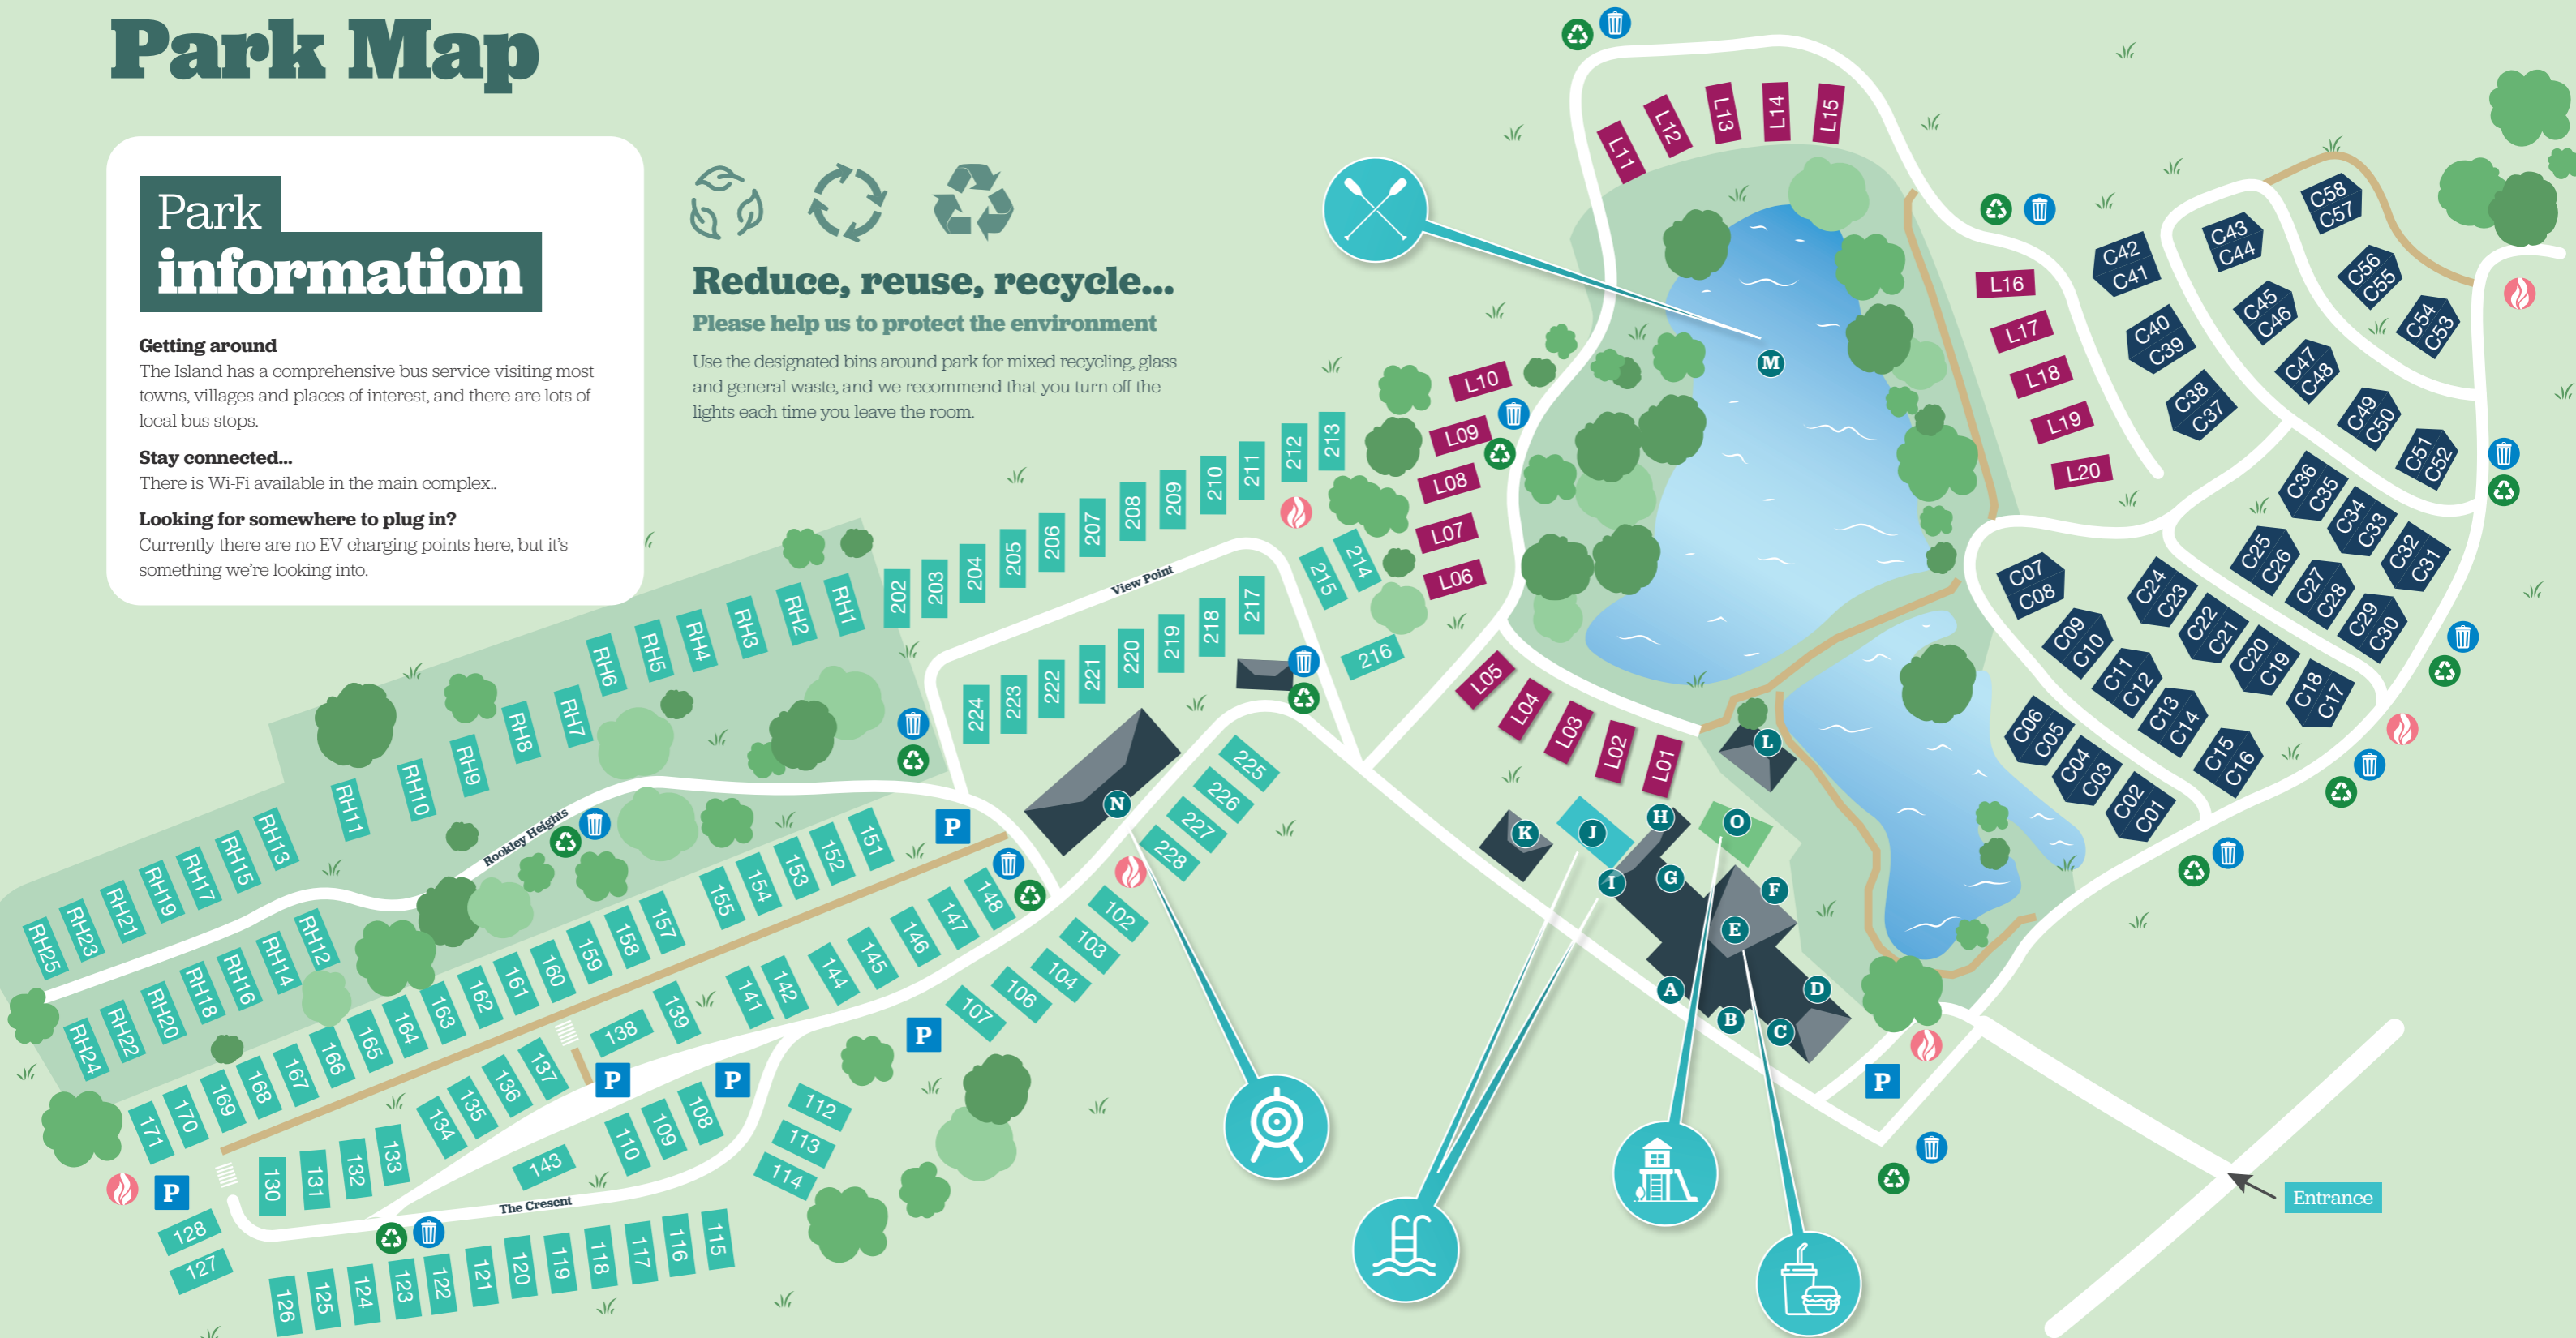 Park Map
Park
information
Getting around
The Island has a comprehensive bus service visiting most
towns, villages and places of interest, and there are lots of
local bus stops.
Stay connected...
There is Wi-Fi available in the main complex..
Looking for somewhere to plug in?
Currently there are no EV charging points here, but it's
something we're looking into.
Reduce, reuse, recycle...
Please help us to protect the environment
Use the designated bins around park for mixed recycling, glass
and general waste, and we recommend that you turn off the
lights each time you leave the room.
L11
L12
L13
L14
L15
L16
L17
L18
L19
L20
L10
L09
L08
L07
L06
L05
L04
L03
L02
L01
C58
C57
C56
C55
C54
C53
C43
C44
C45
C46
C47
C48
C49
C50
C51
C52
C42
C41
C40
C39
C38
C37
C36
C35
C34
C33
C32
C31
C25
C26
C27
C28
C29
C30
C24
C23
C22
C21
C20
C19
C18
C17
C07
C08
C09
C10
C11
C12
C13
C14
C15
C16
C06
C05
C04
C03
C02
C01
M
L
K
J
H
O
I
G
F
E
A
B
C
D
N
202
203
204
205
206
207
208
209
210
211
212
213
214
215
216
View Point
217
218
219
220
221
222
223
224
225
226
227
228
RH1
RH2
RH3
RH4
RH5
RH6
RH7
RH8
RH9
RH10
RH11
RH13
RH15
RH17
RH19
RH21
RH23
RH25
Rookley Heights
RH12
RH14
RH16
RH18
RH20
RH22
RH24
151
152
153
154
155
157
158
159
160
161
162
163
164
165
166
167
168
169
170
171
148
147
146
145
144
142
141
139
138
137
136
135
134
133
132
131
130
102
103
104
106
107
108
109
110
143
112
113
114
The Cresent
128
127
126
125
124
123
122
121
120
119
118
117
116
115
P
P
P
P
P
P
Entrance